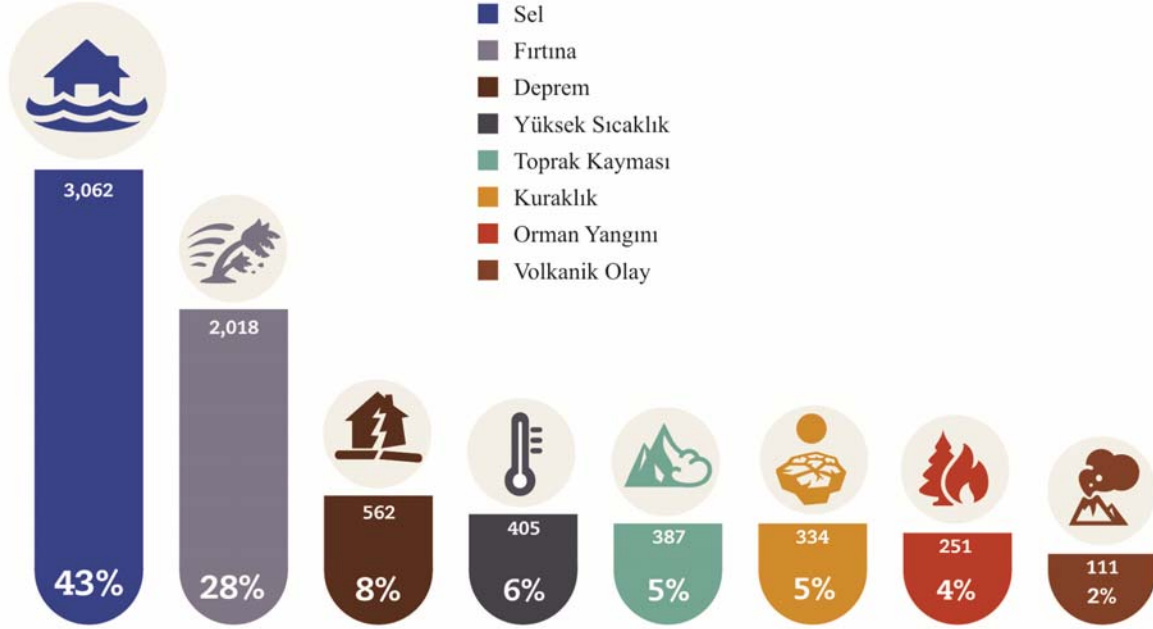 Sel
Fırtına
Deprem
Yüksek Sıcaklık
Toprak Kayması
Kuraklık
Orman Yangını
Volkanik Olay
3,062
43%
2,018
28%
562
8%
405
6%
387
5%
334
5%
251
4%
111
2%